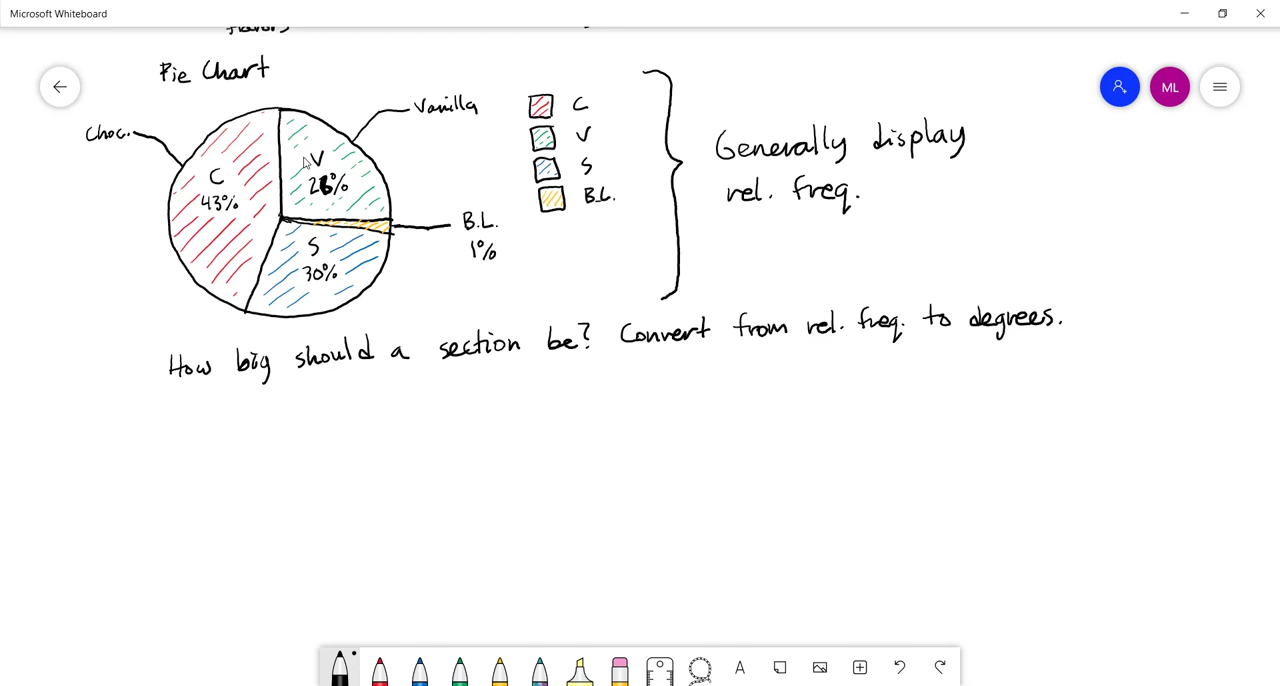 Microsoft Whiteboard
flavors
Pie Chart
Choc.
Vanilla
C
43%
V
26%
S
30%
B.L.
1%
C
V
S
B.L.
Generally display
rel. freq.
ML
How big should a section be? Convert from rel. freq. to degrees.
A